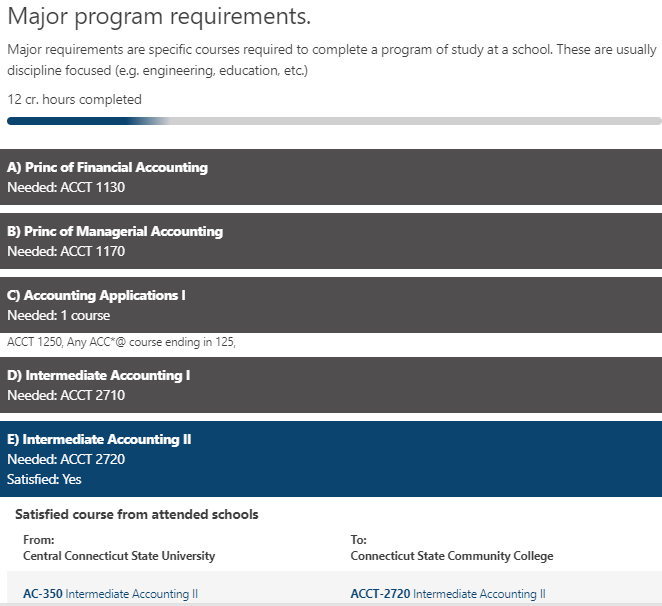 Major program requirements.
Major requirements are specific courses required to complete a program of study at a school. These are usually
discipline focused (e.g. engineering, education, etc.)
12 cr. hours completed
A) Princ of Financial Accounting
Needed: ACCT 1130
B) Princ of Managerial Accounting
Needed: ACCT 1170
C) Accounting Applications I
Needed: 1 course
ACCT 1250, Any ACC*@ course ending in 125,
D) Intermediate Accounting I
Needed: ACCT 2710
E) Intermediate Accounting II
Needed: ACCT 2720
Satisfied: Yes
Satisfied course from attended schools
From: To:
Central Connecticut State University Connecticut State Community College
AC-350 Intermediate Accounting II ACCT-2720 Intermediate Accounting II